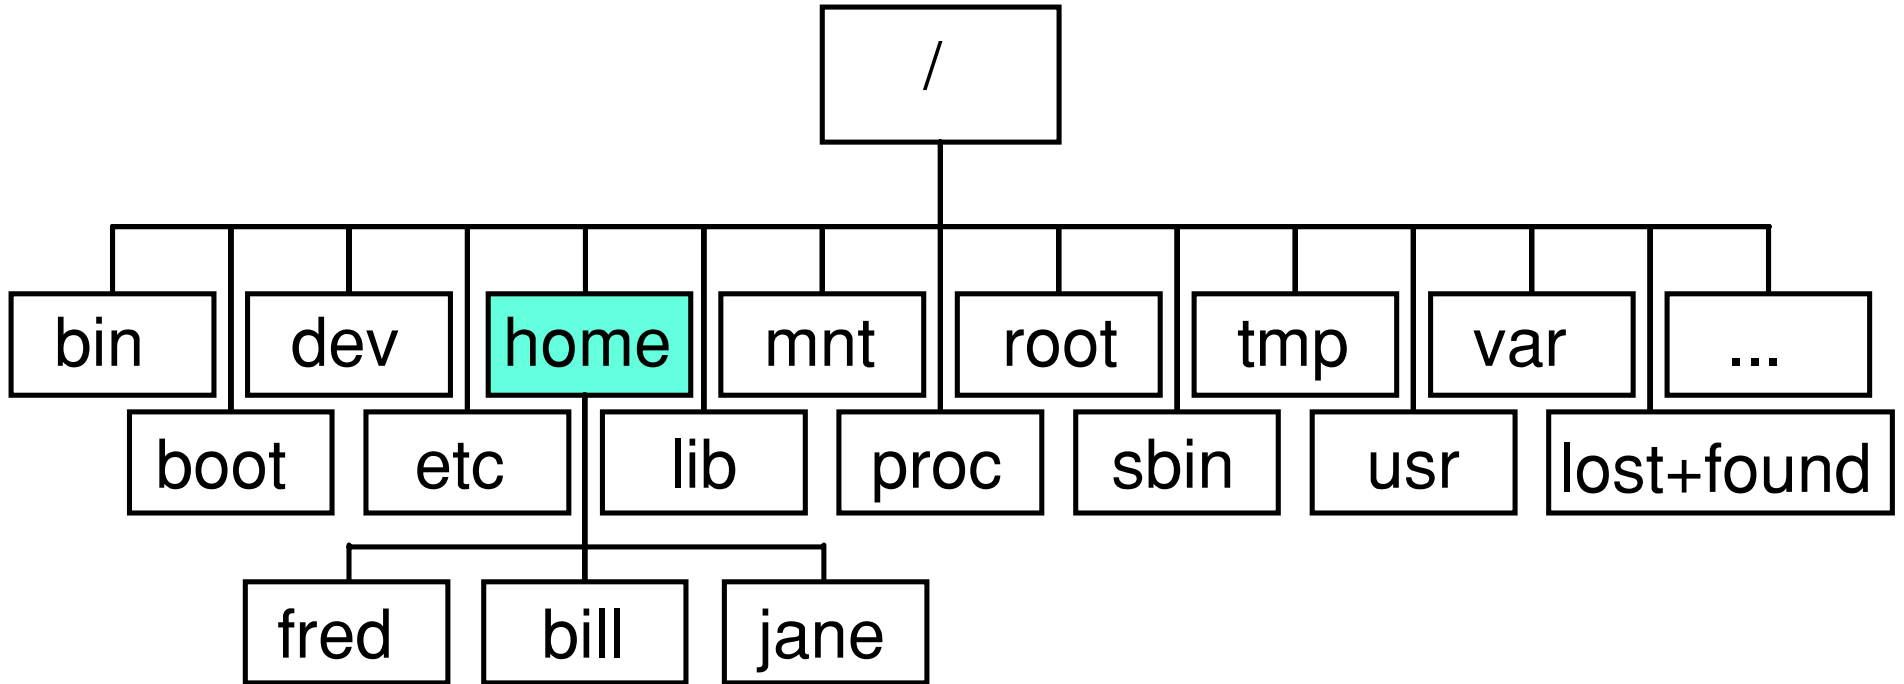 /
bin dev home mnt root tmp var ...
boot etc lib proc sbin usr lost+found
fred bill jane